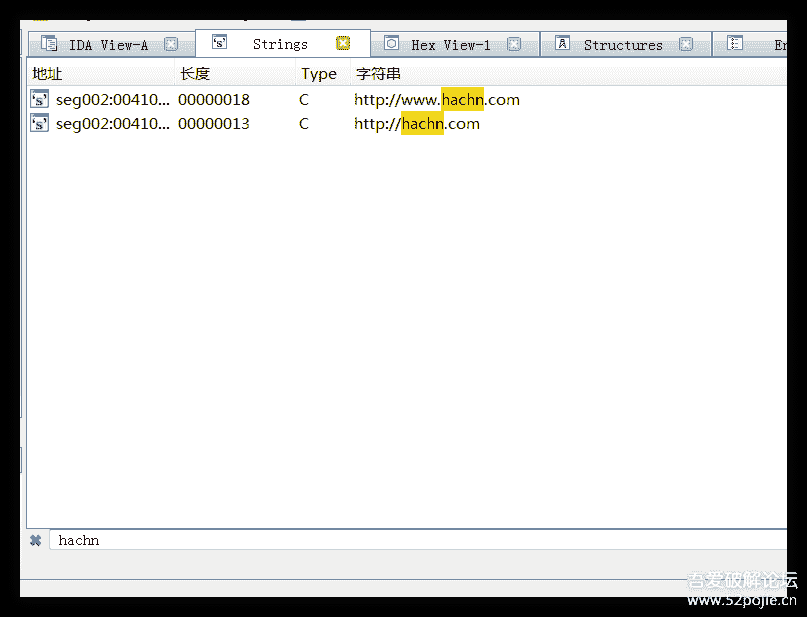 IDA View-A Strings Hex View-1 Structures En
地址 长度 Type 字符串
seg002:00410... 00000018 C http://www.hachn.com
seg002:00410... 00000013 C http://hachn.com
hachn
吾爱破解论坛
www.52pojie.cn